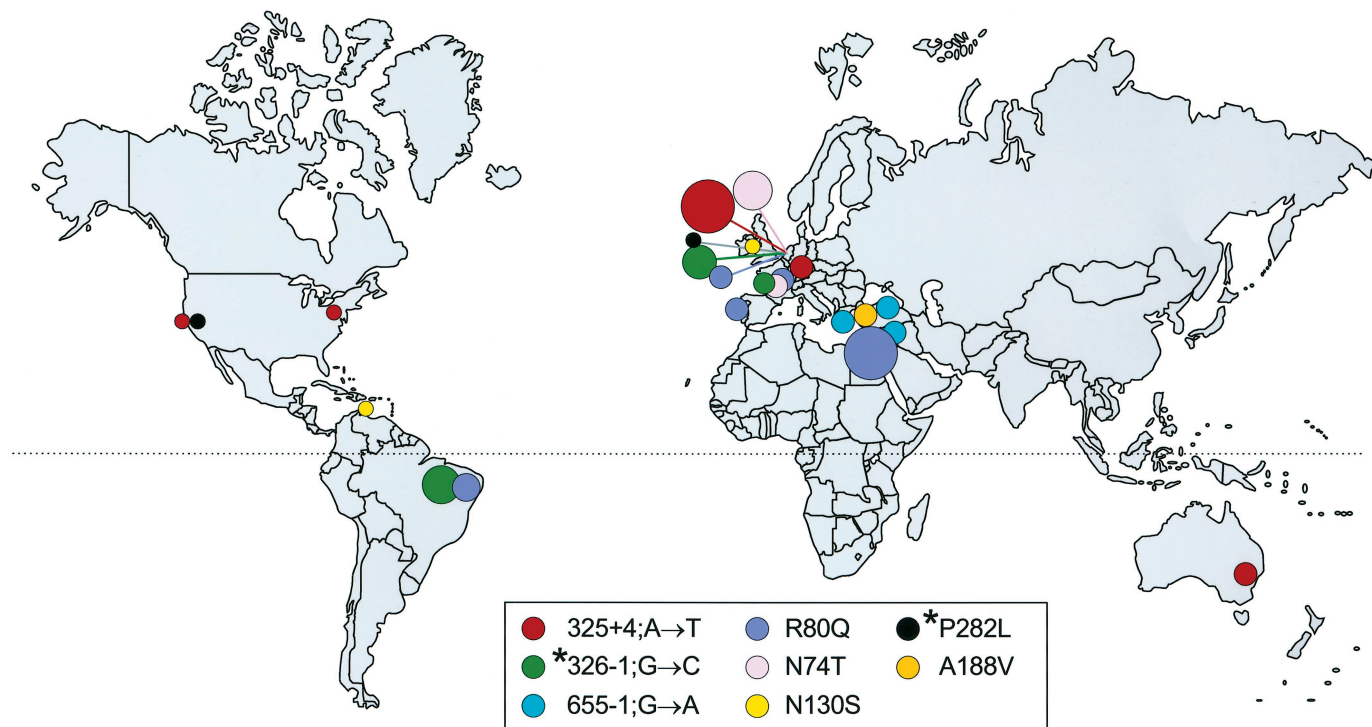 325+4;A→T R80Q *P282L
*326-1;G→C N74T A188V
655-1;G→A N130S